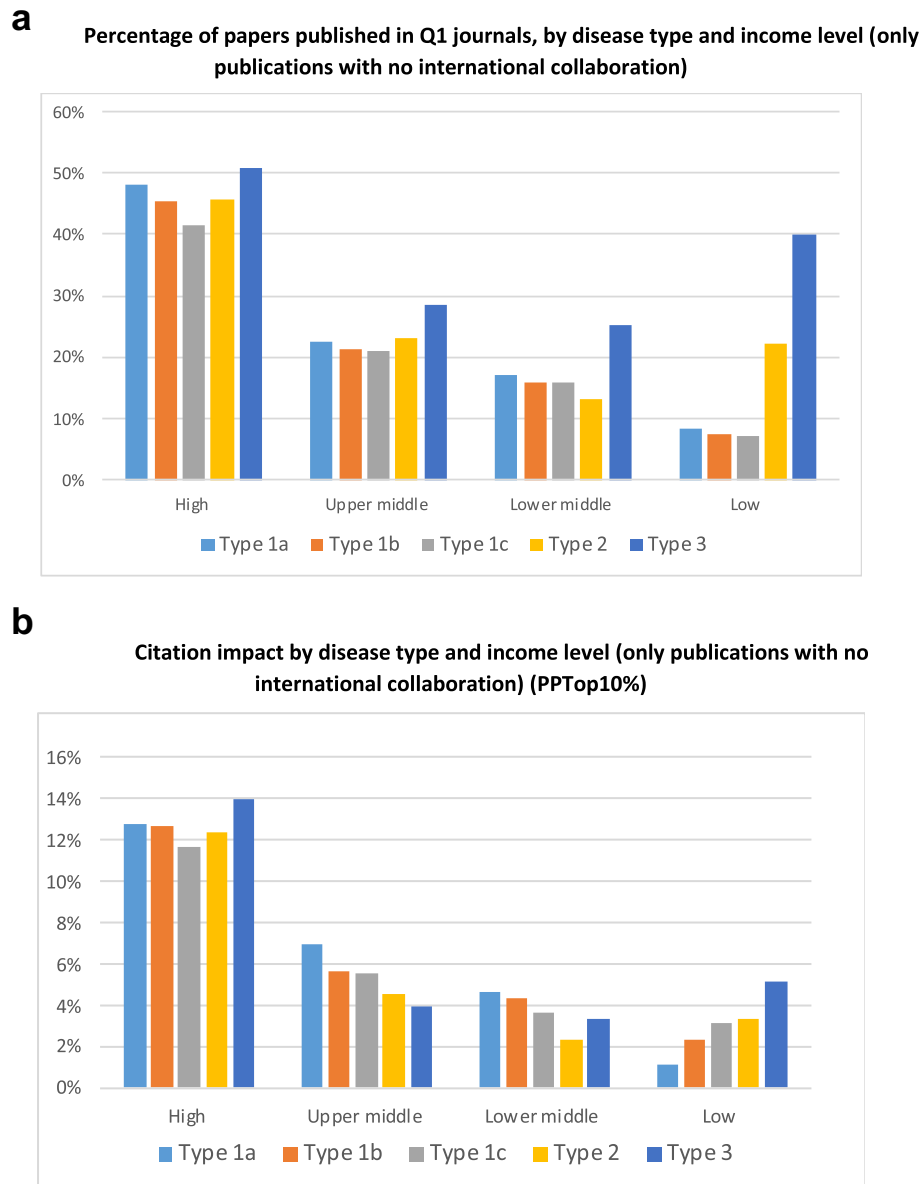 a
Percentage of papers published in Q1 journals, by disease type and income level (only
publications with no international collaboration)
60%
50%
40%
30%
20%
10%
0%
High Upper middle Lower middle Low
Type 1a Type 1b Type 1c Type 2 Type 3
b
Citation impact by disease type and income level (only publications with no
international collaboration) (PPTop10%)
16%
14%
12%
10%
8%
6%
4%
2%
0%
High Upper middle Lower middle Low
Type 1a Type 1b Type 1c Type 2 Type 3